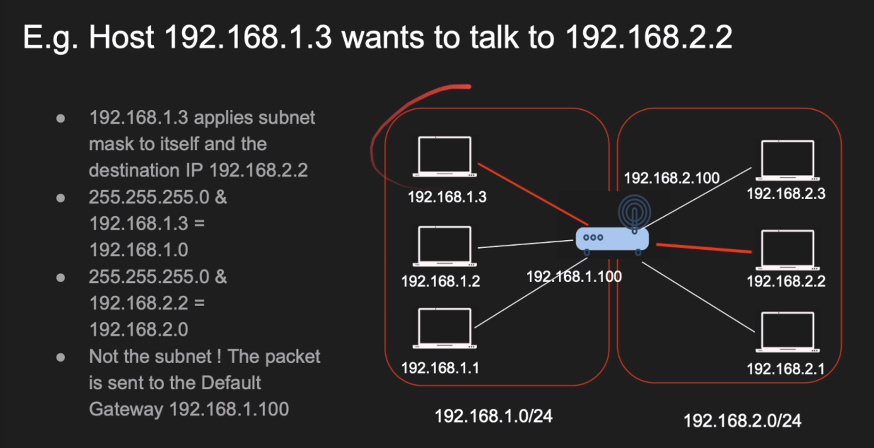 E.g. Host 192.168.1.3 wants to talk to 192.168.2.2
● 192.168.1.3 applies subnet
mask to itself and the
destination IP 192.168.2.2
● 255.255.255.0 &
192.168.1.3 =
192.168.1.0
● 255.255.255.0 &
192.168.2.2 =
192.168.2.0
● Not the subnet ! The packet
is sent to the Default
Gateway 192.168.1.100
192.168.1.3
192.168.1.2
192.168.1.1
192.168.1.0/24
192.168.2.100
192.168.1.100
192.168.2.3
192.168.2.2
192.168.2.1
192.168.2.0/24